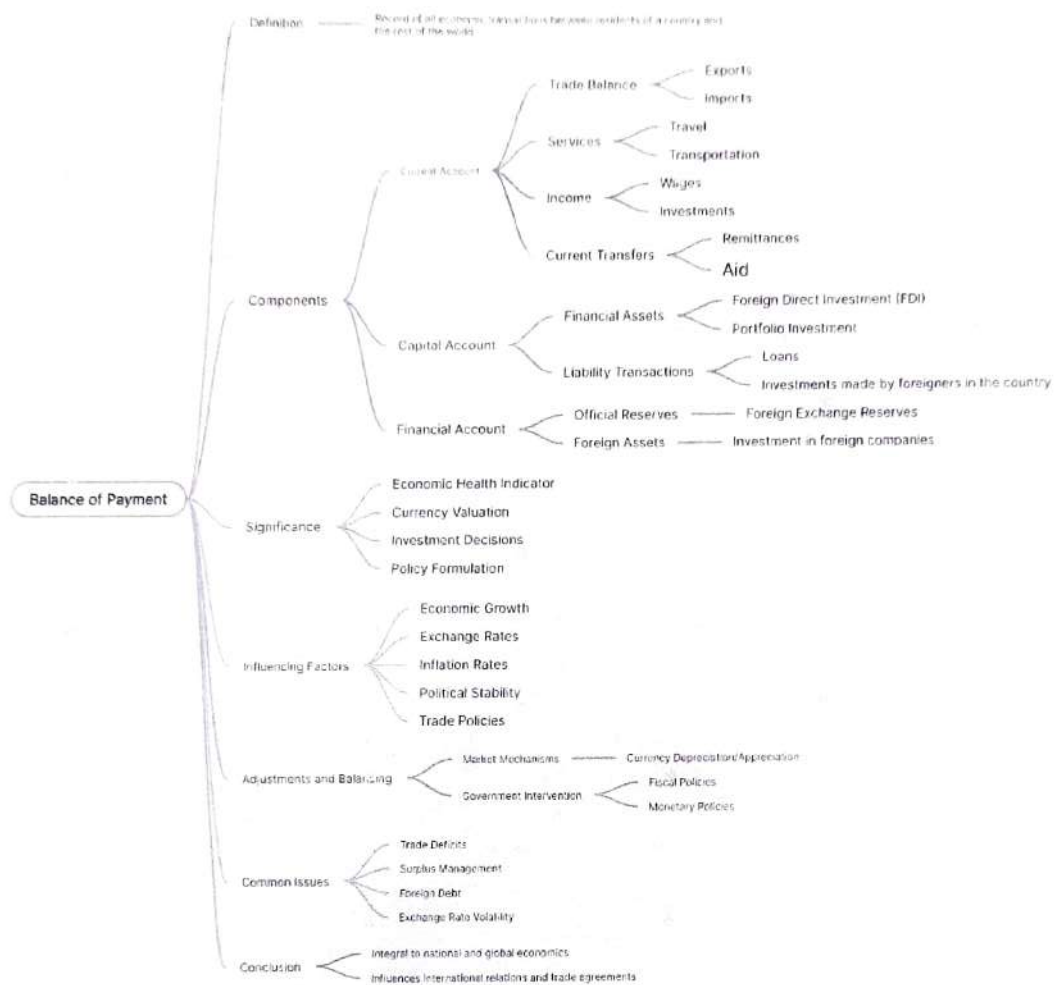 Definition
Record of all economic transactions between residents of a country and
the rest of the world
Components
Current Account
Trade Balance
Exports
Imports
Services
Travel
Transportation
Income
Wages
Investments
Current Transfers
Remittances
Aid
Capital Account
Financial Assets
Foreign Direct Investment (FDI)
Portfolio Investment
Liability Transactions
Loans
Investments made by foreigners in the country
Financial Account
Official Reserves
Foreign Exchange Reserves
Foreign Assets
Investment in foreign companies
Balance of Payment
Significance
Economic Health Indicator
Currency Valuation
Investment Decisions
Policy Formulation
Influencing Factors
Economic Growth
Exchange Rates
Inflation Rates
Political Stability
Trade Policies
Adjustments and Balancing
Market Mechanisms
Currency Depreciation/Appreciation
Government Intervention
Fiscal Policies
Monetary Policies
Common Issues
Trade Deficits
Surplus Management
Foreign Debt
Exchange Rate Volatility
Conclusion
Integral to national and global economics
Influences international relations and trade agreements